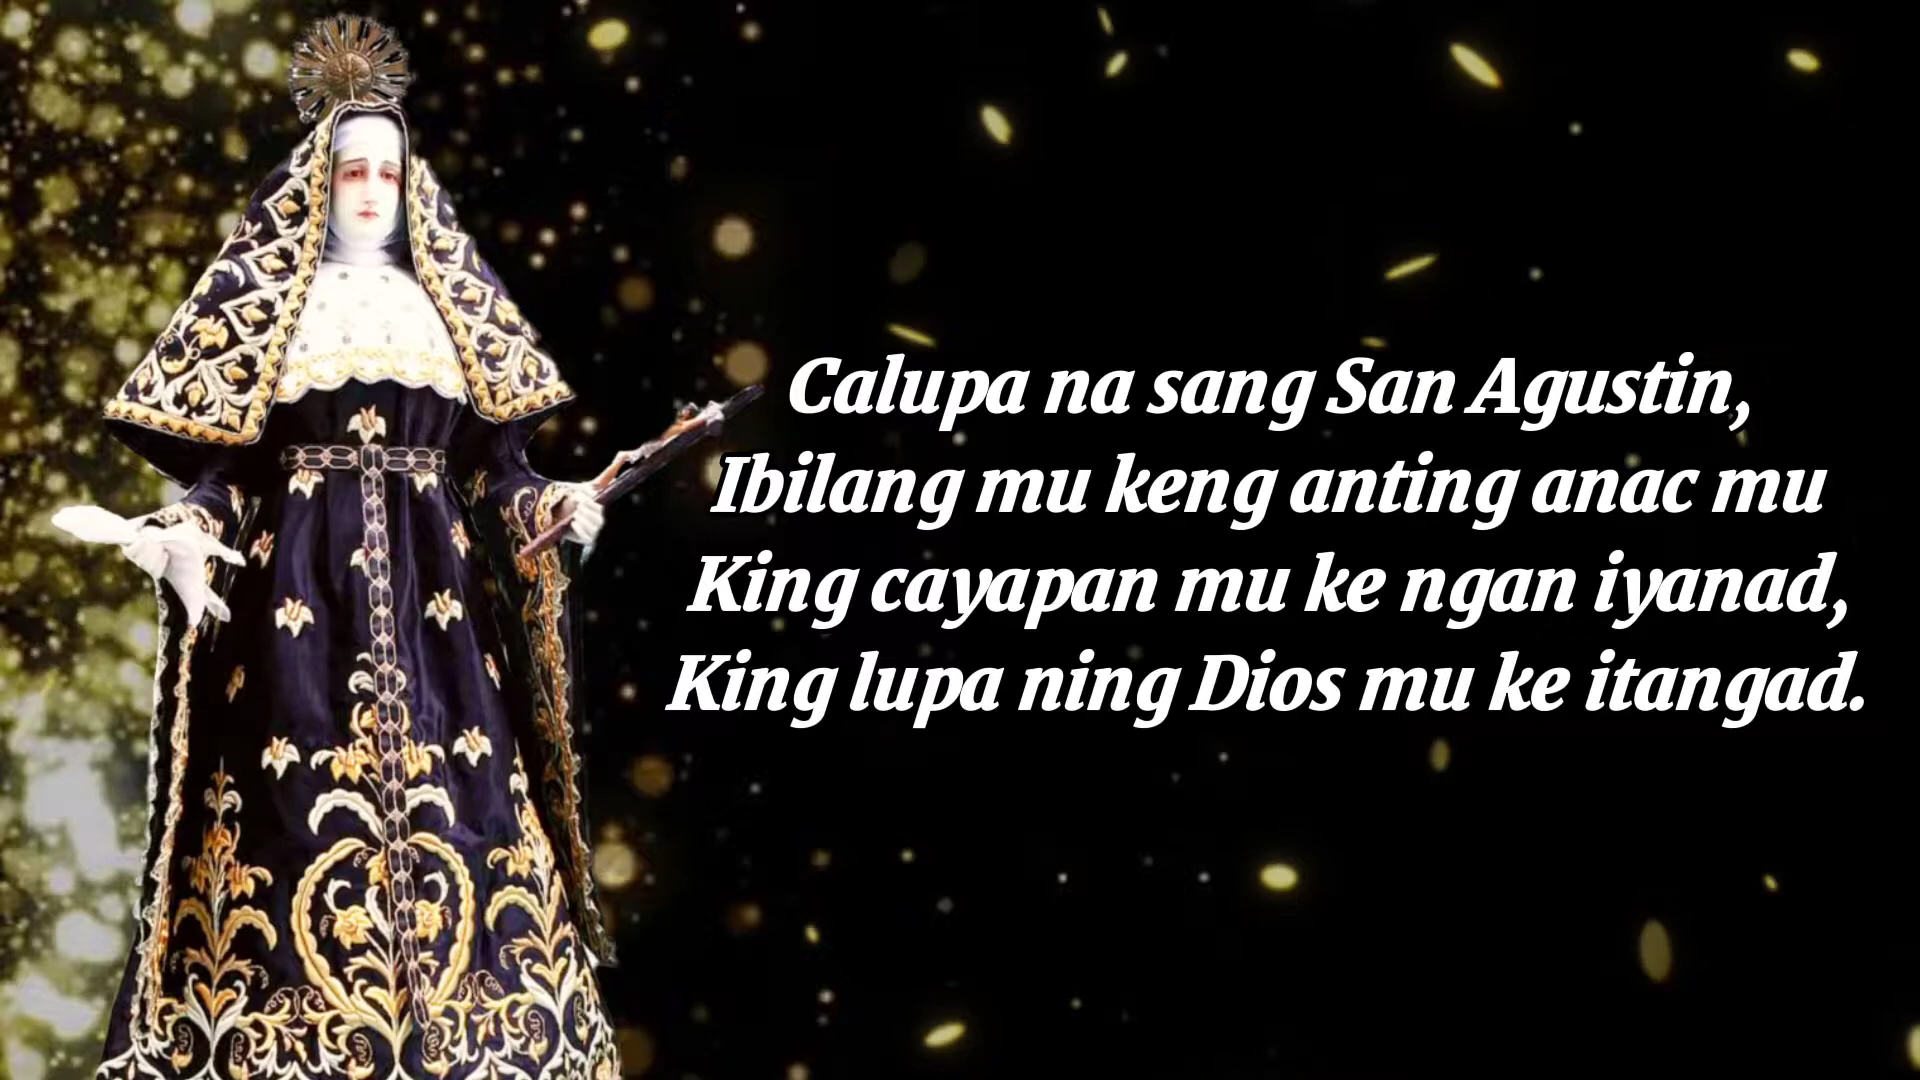 Calupa na sang San Agustin,
Ibilang mu keng anting anac mu
King cayapan mu ke ngan iyanad,
King lupa ning Dios mu ke itangad.